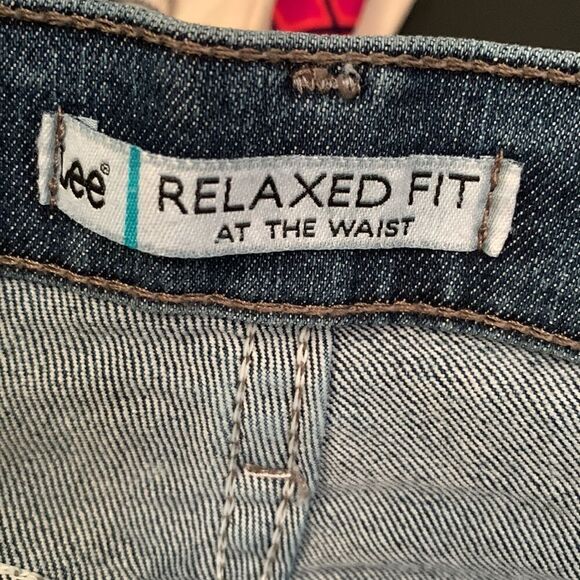 Lee® RELAXED FIT
AT THE WAIST